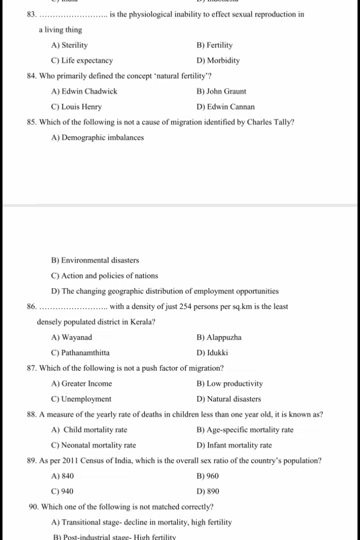 83. ........................ is the physiological inability to effect sexual reproduction in
a living thing
A) Sterility B) Fertility
C) Life expectancy D) Morbidity
84. Who primarily defined the concept 'natural fertility'?
A) Edwin Chadwick B) John Graunt
C) Louis Henry D) Edwin Cannan
85. Which of the following is not a cause of migration identified by Charles Tally?
A) Demographic imbalances
B) Environmental disasters
C) Action and policies of nations
D) The changing geographic distribution of employment opportunities
86. ........................ with a density of just 254 persons per sq.km is the least
densely populated district in Kerala?
A) Wayanad B) Alappuzha
C) Pathanamthitta D) Idukki
87. Which of the following is not a push factor of migration?
A) Greater Income B) Low productivity
C) Unemployment D) Natural disasters
88. A measure of the yearly rate of deaths in children less than one year old, it is known as?
A) Child mortality rate B) Age-specific mortality rate
C) Neonatal mortality rate D) Infant mortality rate
89. As per 2011 Census of India, which is the overall sex ratio of the country's population?
A) 840 B) 960
C) 940 D) 890
90. Which one of the following is not matched correctly?
A) Transitional stage- decline in mortality, high fertility
B) Post-industrial stage- High fertility